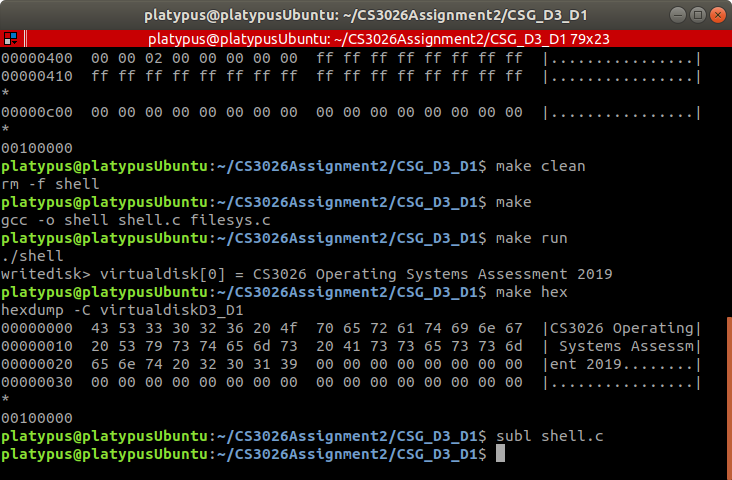 platypus@platypusUbuntu: ~/CS3026Assignment2/CSG_D3_D1
platypus@platypusUbuntu: ~/CS3026Assignment2/CSG_D3_D1 79x23
00000400  00 00 02 00 00 00 00 00  ff ff ff ff ff ff ff ff  |................|
00000410  ff ff ff ff ff ff ff ff  ff ff ff ff ff ff ff ff  |................|
*
00000c00  00 00 00 00 00 00 00 00  00 00 00 00 00 00 00 00  |................|
*
00100000
platypus@platypusUbuntu:~/CS3026Assignment2/CSG_D3_D1$ make clean
rm -f shell
platypus@platypusUbuntu:~/CS3026Assignment2/CSG_D3_D1$ make
gcc -o shell shell.c filesys.c
platypus@platypusUbuntu:~/CS3026Assignment2/CSG_D3_D1$ make run
./shell
writedisk> virtualdisk[0] = CS3026 Operating Systems Assessment 2019
platypus@platypusUbuntu:~/CS3026Assignment2/CSG_D3_D1$ make hex
hexdump -C virtualdiskD3_D1
00000000  43 53 33 30 32 36 20 4f  70 65 72 61 74 69 6e 67  |CS3026 Operating|
00000010  20 53 79 73 74 65 6d 73  20 41 73 73 65 73 73 6d  | Systems Assessm|
00000020  65 6e 74 20 32 30 31 39  00 00 00 00 00 00 00 00  |ent 2019........|
00000030  00 00 00 00 00 00 00 00  00 00 00 00 00 00 00 00  |................|
*
00100000
platypus@platypusUbuntu:~/CS3026Assignment2/CSG_D3_D1$ subl shell.c
platypus@platypusUbuntu:~/CS3026Assignment2/CSG_D3_D1$